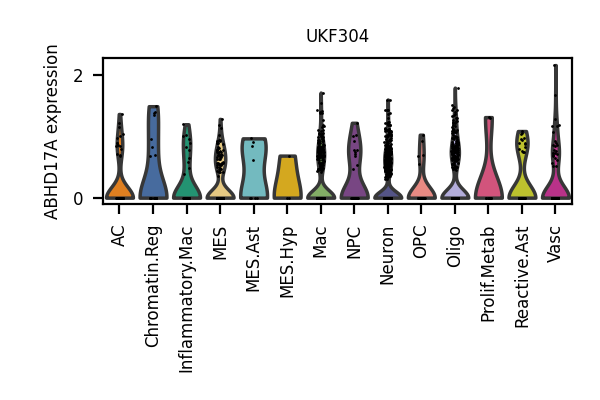 UKF304
ABHD17A expression
2
0
AC
Chromatin.Reg
Inflammatory.Mac
MES
MES.Ast
MES.Hyp
Mac
NPC
Neuron
OPC
Oligo
Prolif.Metab
Reactive.Ast
Vasc